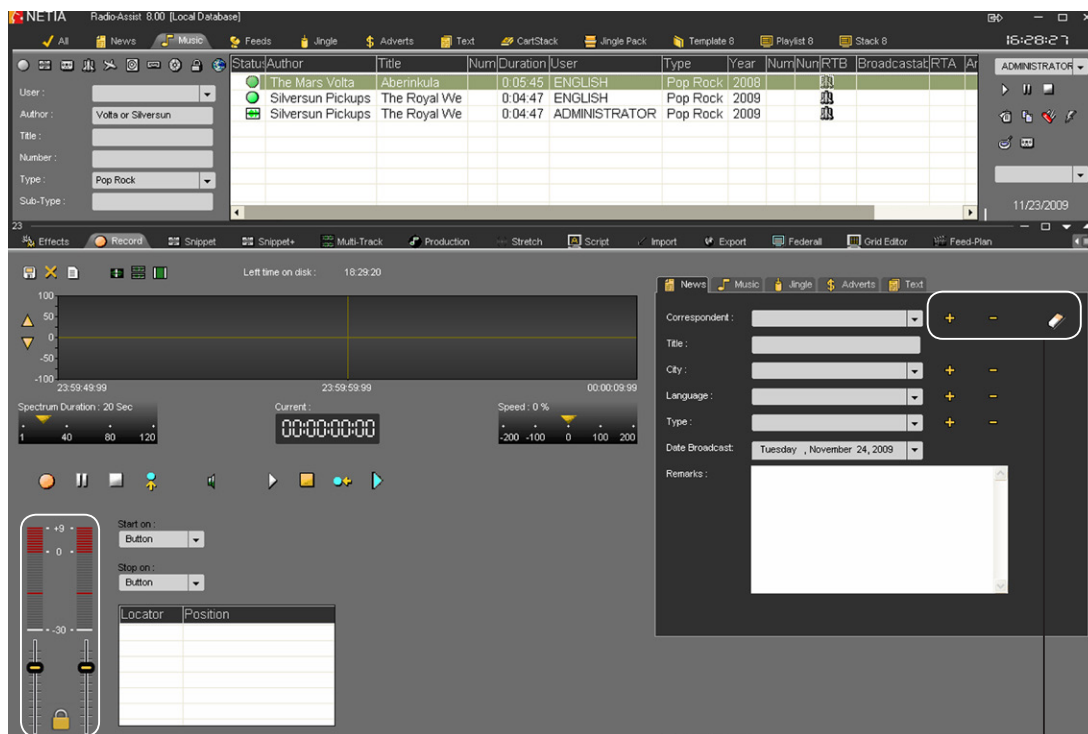 NETIA Radio-Assist 8.00 [Local Database]
All News Music Feeds Jingle Adverts Text CartStack Jingle Pack Template 8 Playlist 8 Stack 8 16:28:27
Status Author Title Num Duration User Type Year Num Num RTB Broadcastab RTA Ar
ADMINISTRATOR
The Mars Volta Aberinkula 0:05:45 ENGLISH Pop Rock 2008
Silversun Pickups The Royal We 0:04:47 ENGLISH Pop Rock 2009
Silversun Pickups The Royal We 0:04:47 ADMINISTRATOR Pop Rock 2009
User :
Author : Volta or Silversun
Title :
Number :
Type : Pop Rock
Sub-Type :
11/23/2009
23
Effects Record Snippet Snippet+ Multi-Track Production Stretch Script Import Export Federall Grid Editor Feed-Plan
Left time on disk : 18:29:20
100
50
0
-50
-100
23:59:49:99 23:59:59:99 00:00:09:99
Spectrum Duration : 20 Sec Current : Speed : 0 %
1 40 80 120
00:00:00:00
-200 -100 0 100 200
+9
0
-30
Start on :
Button
Stop on :
Button
Locator Position
News Music Jingle Adverts Text
Correspondent :
Title :
City :
Language :
Type :
Date Broadcast: Tuesday , November 24, 2009
Remarks :